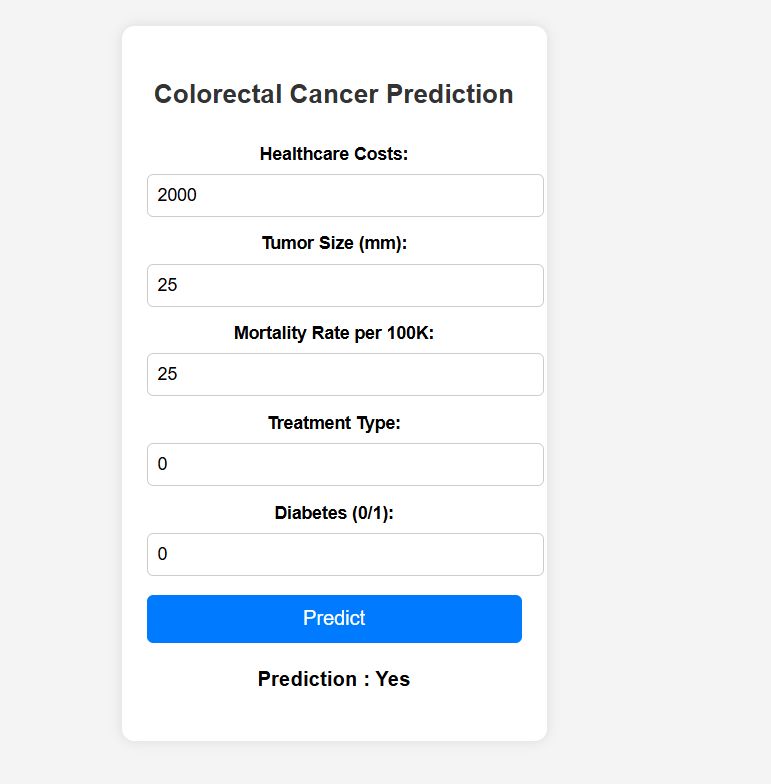 Colorectal Cancer Prediction
Healthcare Costs:
2000
Tumor Size (mm):
25
Mortality Rate per 100K:
25
Treatment Type:
0
Diabetes (0/1):
0
Predict
Prediction : Yes